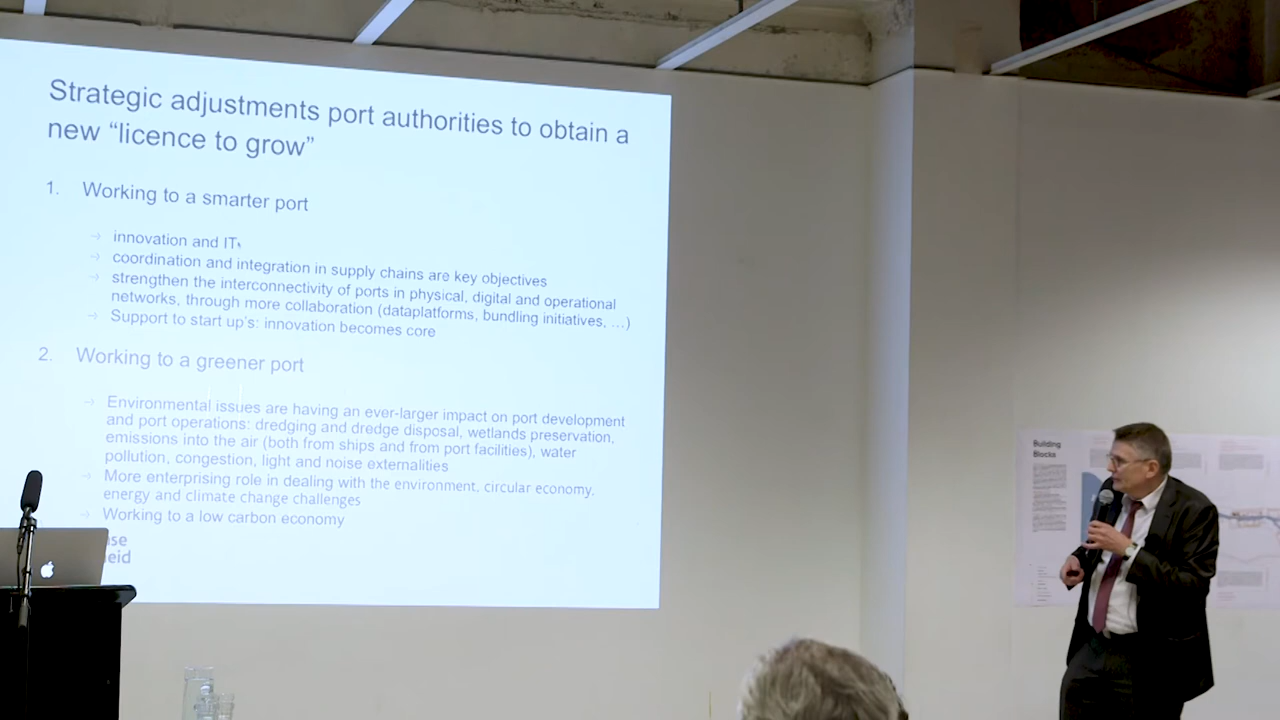 Strategic adjustments port authorities to obtain a
new “licence to grow”
1. Working to a smarter port
→ innovation and IT
→ coordination and integration in supply chains are key objectives
→ strengthen the interconnectivity of ports in physical, digital and operational
networks, through more collaboration (dataplatforms, bundling initiatives, …)
→ Support to start up’s: innovation becomes core
2. Working to a greener port
→ Environmental issues are having an ever-larger impact on port development
and port operations: dredging and dredge disposal, wetlands preservation,
emissions into the air (both from ships and from port facilities), water
pollution, congestion, light and noise externalities
→ More enterprising role in dealing with the environment, circular economy,
energy and climate change challenges
→ Working to a low carbon economy
Building
Blocks